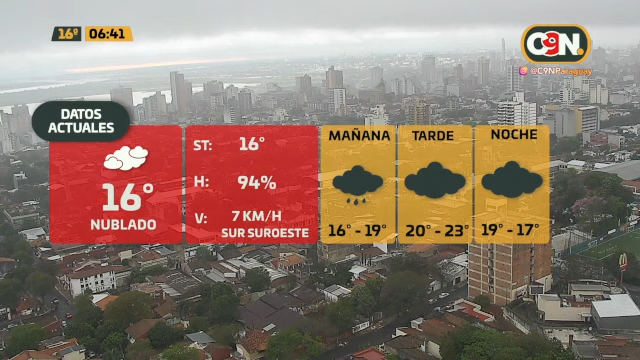 16° 06:41
C9N.
@C9NParaguay
DATOS
ACTUALES
16°
NUBLADO
ST: 16°
H: 94%
V: 7 KM/H
SUR SUROESTE
MAÑANA
16° - 19°
TARDE
20° - 23°
NOCHE
19° - 17°